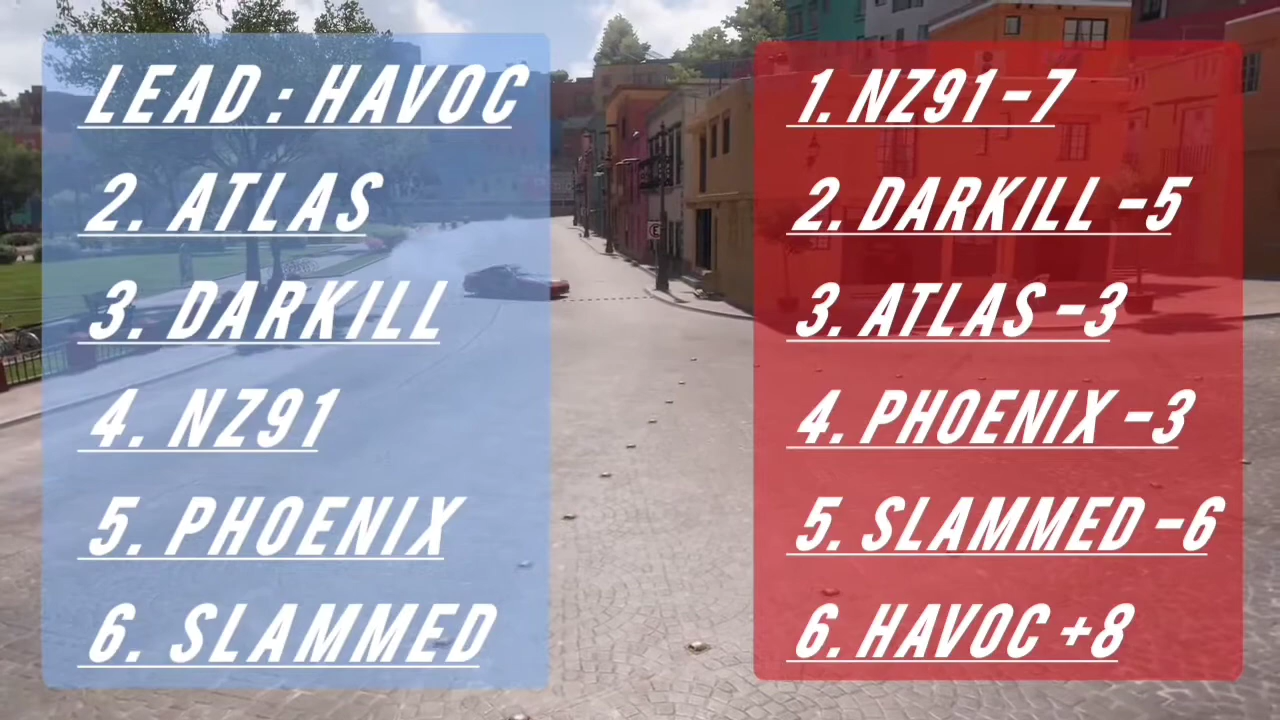 LEAD : HAVOC
2. ATLAS
3. DARKILL
4. NZ91
5. PHOENIX
6. SLAMMED
1. NZ91 -7
2. DARKILL -5
3. ATLAS -3
4. PHOENIX -3
5. SLAMMED -6
6. HAVOC +8
E